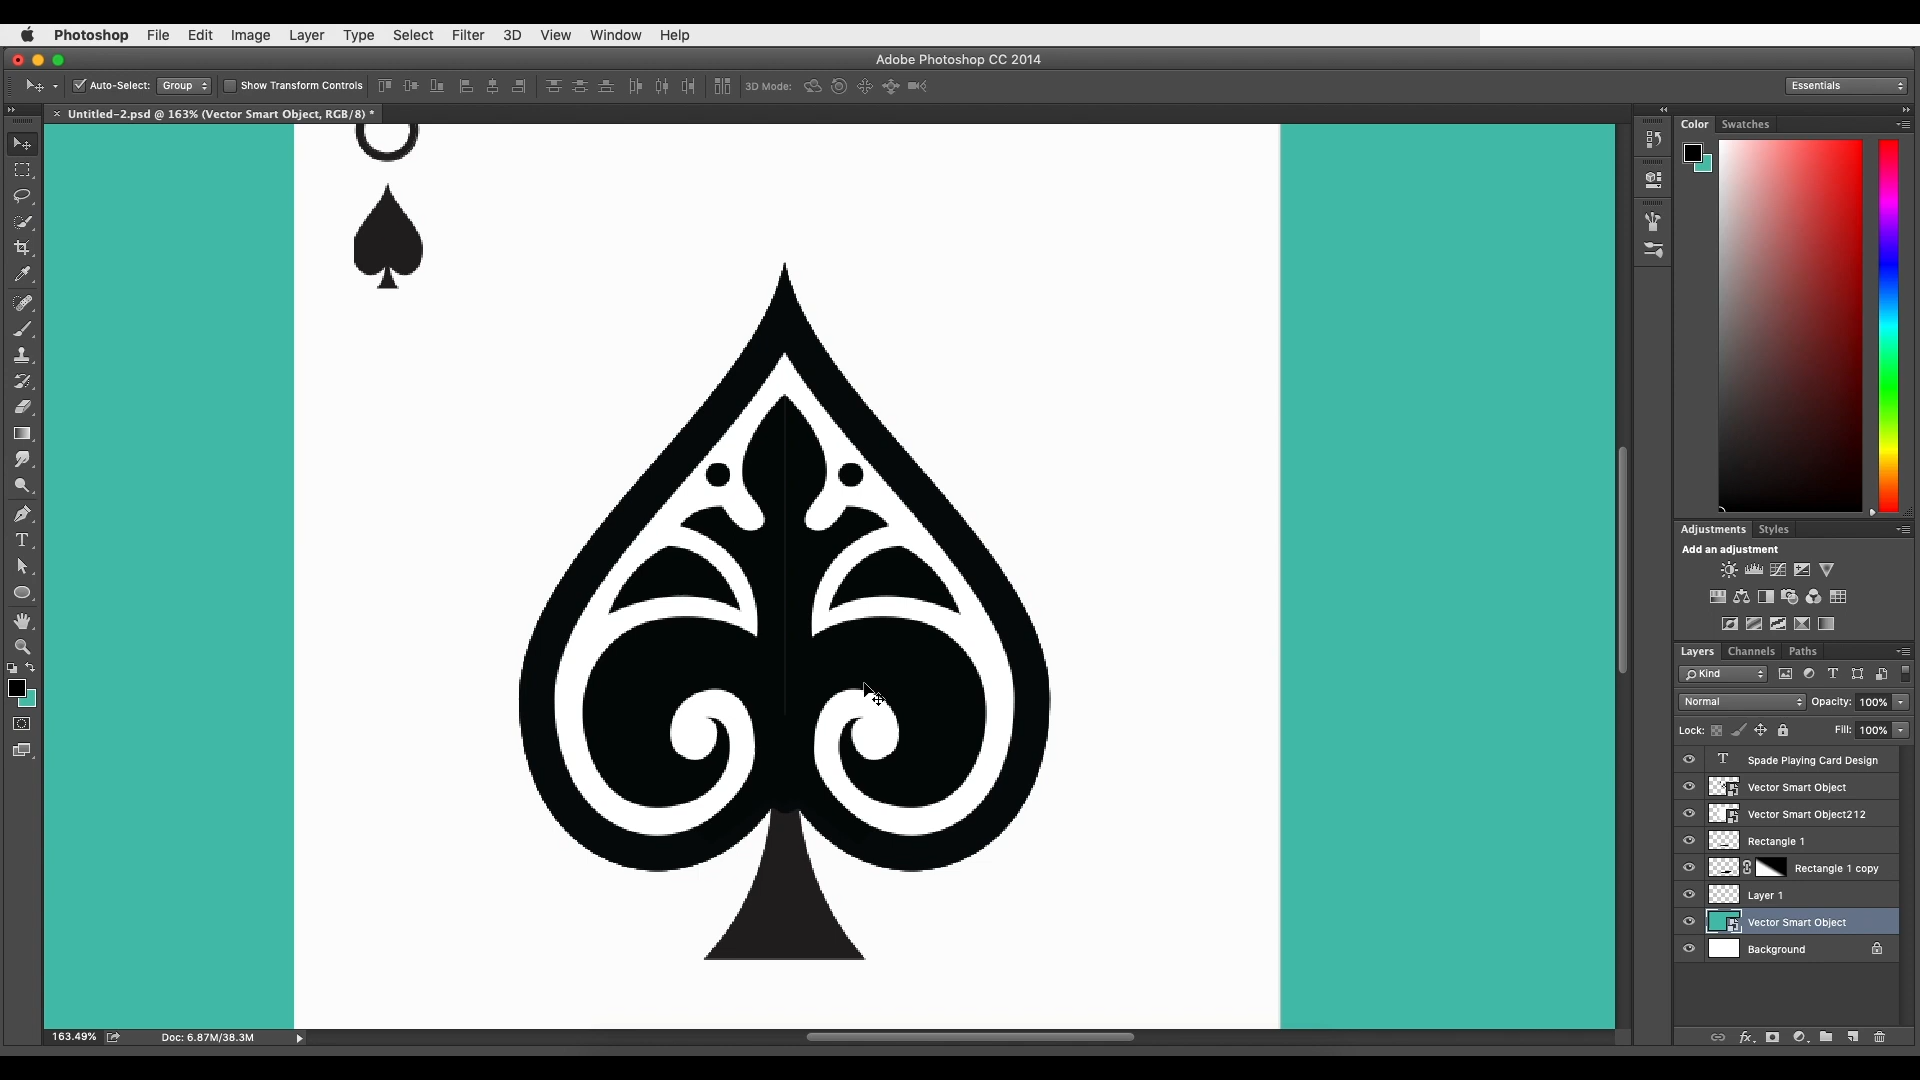 Photoshop File Edit Image Layer Type Select Filter 3D View Window Help
Adobe Photoshop CC 2014
Auto-Select: Group Show Transform Controls 3D Mode: Essentials
× Untitled-2.psd @ 163% (Vector Smart Object, RGB/8) *
Color Swatches
Adjustments Styles
Add an adjustment
Layers Channels Paths
Kind
Normal Opacity: 100%
Lock: Fill: 100%
T Spade Playing Card Design
Vector Smart Object
Vector Smart Object212
Rectangle 1
Rectangle 1 copy
Layer 1
Vector Smart Object
Background
163.49% Doc: 6.87M/38.3M